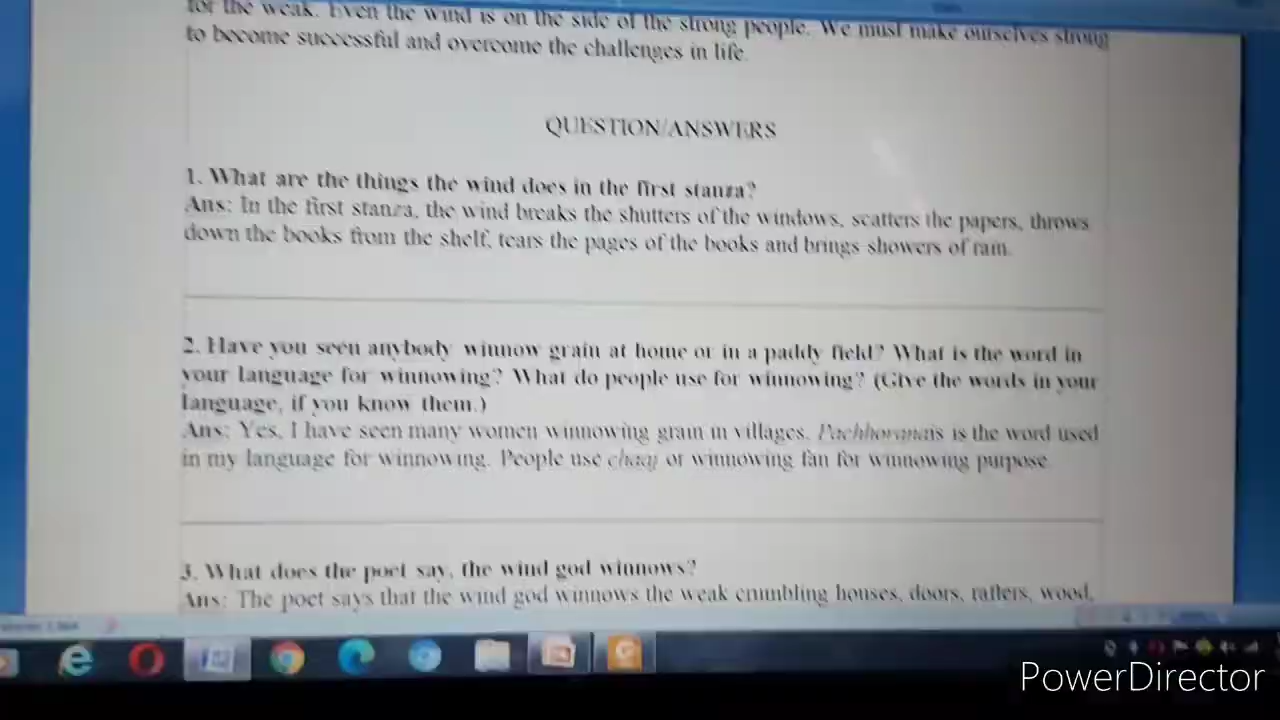 for the weak. Even the wind is on the side of the strong people. We must make ourselves strong
to become successful and overcome the challenges in life.
QUESTION/ANSWERS
1. What are the things the wind does in the first stanza?
Ans: In the first stanza, the wind breaks the shutters of the windows, scatters the papers, throws
down the books from the shelf, tears the pages of the books and brings showers of rain.
2. Have you seen anybody winnow grain at home or in a paddy field? What is the word in
your language for winnowing? What do people use for winnowing? (Give the words in your
language, if you know them.)
Ans: Yes, I have seen many women winnowing grain in villages. Pachhoranais is the word used
in my language for winnowing. People use chaaj or winnowing fan for winnowing purpose.
3. What does the poet say, the wind god winnows?
Ans: The poet says that the wind god winnows the weak crumbling houses, doors, rafters, wood,
PowerDirector